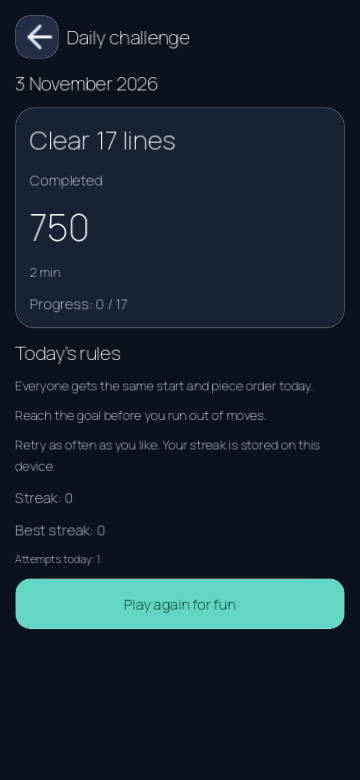 Daily challenge
3 November 2026
Clear 17 lines
Completed
750
2 min
Progress: 0 / 17
Today's rules
Everyone gets the same start and piece order today.
Reach the goal before you run out of moves.
Retry as often as you like. Your streak is stored on this
device.
Streak: 0
Best streak: 0
Attempts today: 1
Play again for fun